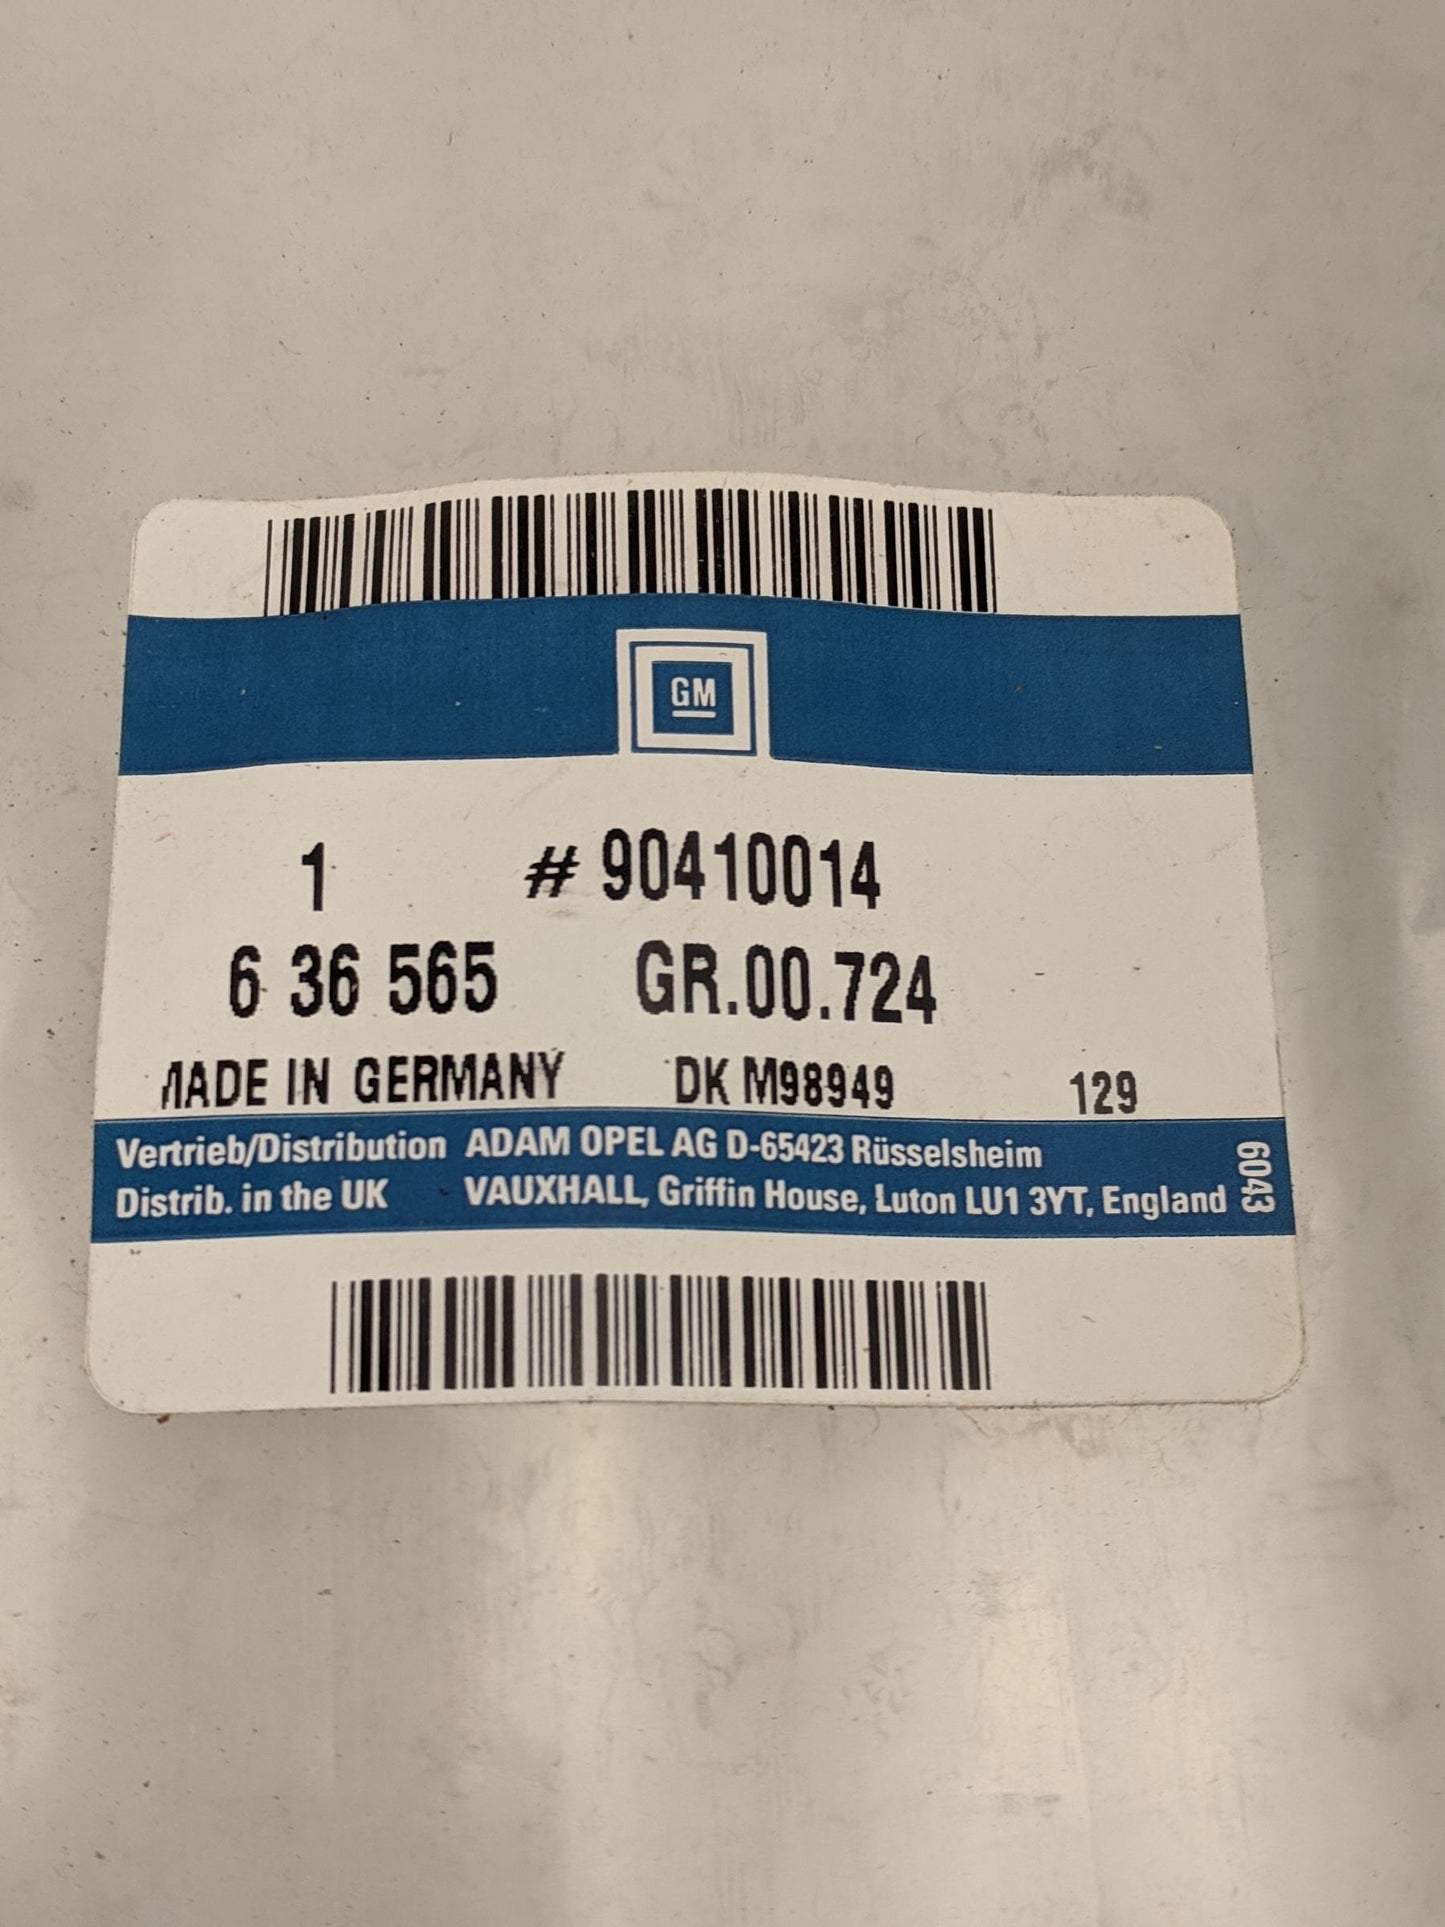 GM
1 # 90410014
6 36 565 GR.00.724
MADE IN GERMANY DK M98949 129
Vertrieb/Distribution ADAM OPEL AG D-65423 Rüsselsheim
Distrib. in the UK VAUXHALL, Griffin House, Luton LU1 3YT, England
6043